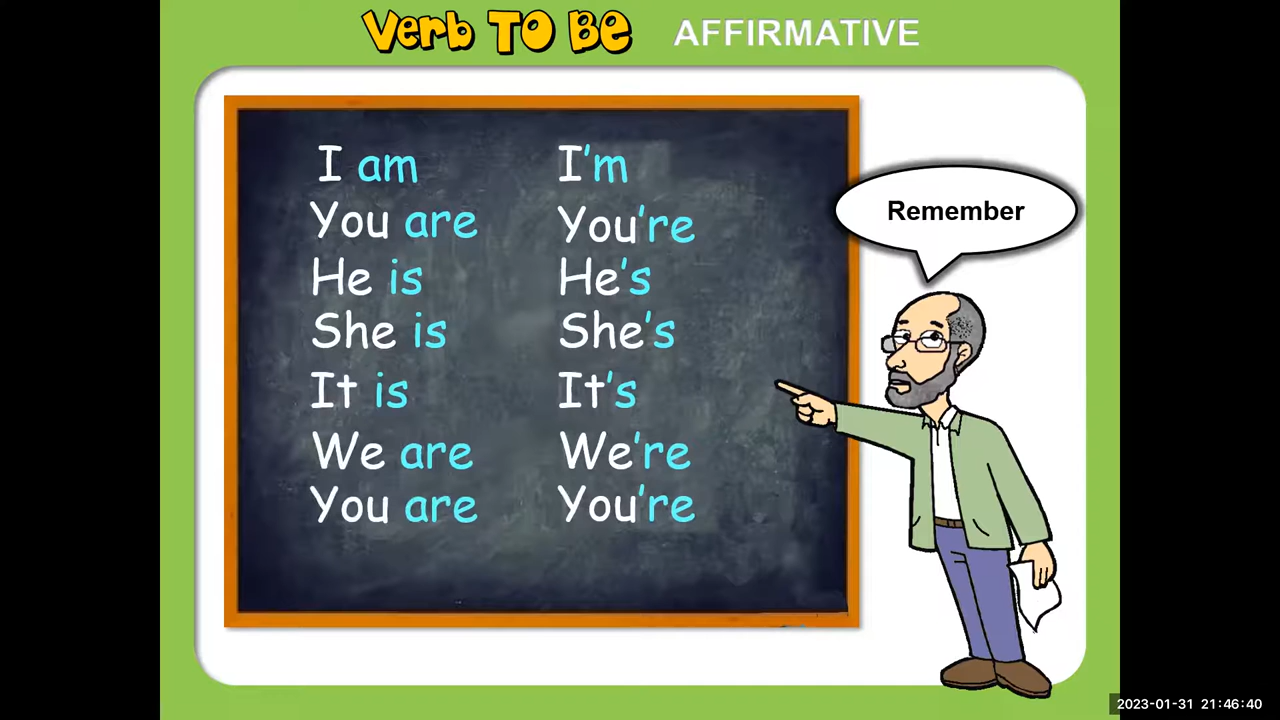 Verb TO BE AFFIRMATIVE
I am I'm
You are You're
He is He's
She is She's
It is It's
We are We're
You are You're
Remember
2023-01-31 21:46:40